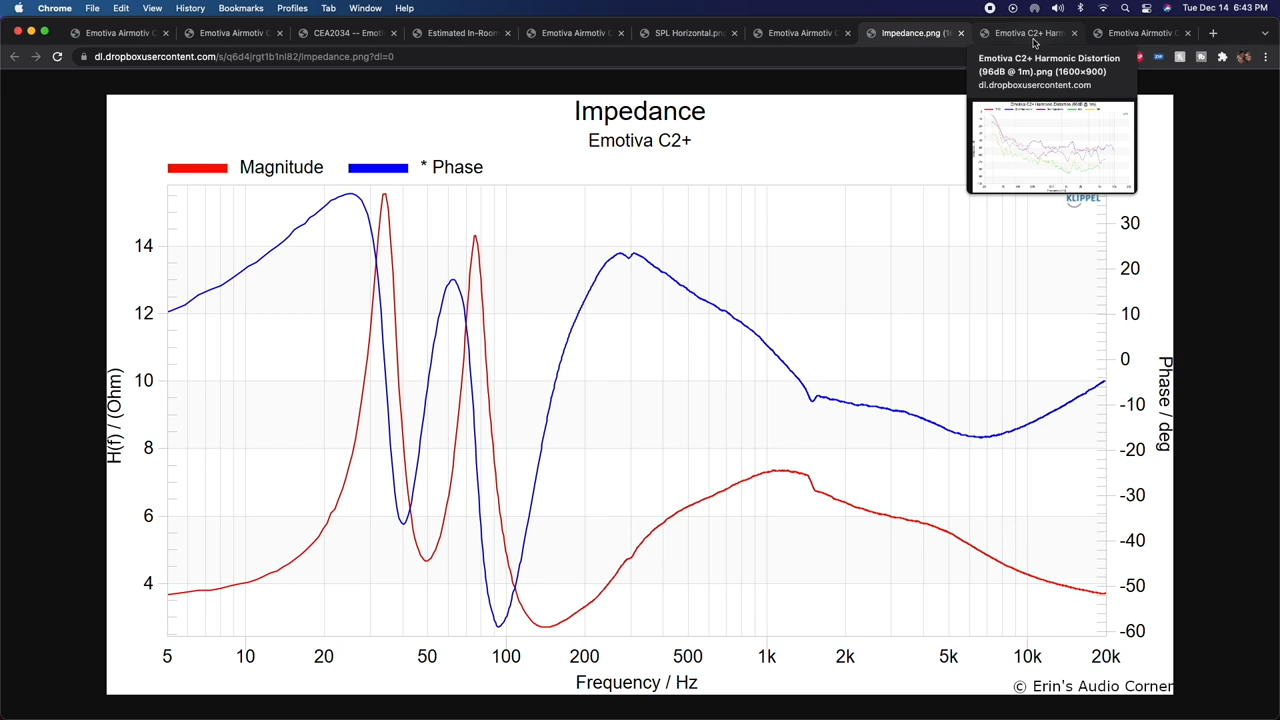 Chrome File Edit View History Bookmarks Profiles Tab Window Help Tue Dec 14 6:43 PM
Emotiva Airmotiv C Emotiva Airmotiv C CEA2034 -- Emot Estimated In-Room Emotiva Airmotiv C SPL Horizontal.pn Emotiva Airmotiv C Impedance.png (1 Emotiva C2+ Harm Emotiva Airmotiv C
dl.dropboxusercontent.com/s/q6d4jrgt1b1nl82/Impedance.png?dl=0
Emotiva C2+ Harmonic Distortion
(96dB @ 1m).png (1600×900)
dl.dropboxusercontent.com
Impedance
Emotiva C2+
Magnitude * Phase
KLIPPEL
H(f) / (Ohm)
14
12
10
8
6
4
30
20
10
0
-10
-20
-30
-40
-50
-60
Phase / deg
5 10 20 50 100 200 500 1k 2k 5k 10k 20k
Frequency / Hz
© Erin's Audio Corner